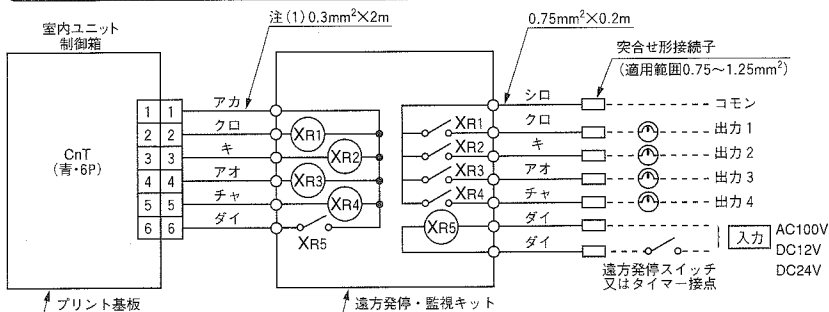 注(1) 0.3mm²×2m
0.75mm²×0.2m
室内ユニット
制御箱
突合せ形接続子
(適用範囲0.75～1.25mm²)
CnT
(青・6P)
1 1 アカ
2 2 クロ XR1
3 3 キ XR2
4 4 アオ XR3
5 5 チャ XR4
6 6 ダイ XR5
シロ コモン
XR1 クロ 出力1
XR2 キ 出力2
XR3 アオ 出力3
XR4 チャ 出力4
XR5 ダイ
ダイ
入力 AC100V
DC12V
DC24V
遠方発停スイッチ
又はタイマー接点
プリント基板
遠方発停・監視キット